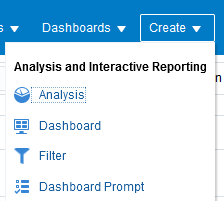 s Dashboards Create
Analysis and Interactive Reporting
Analysis
n
Dashboard
Filter
Dashboard Prompt